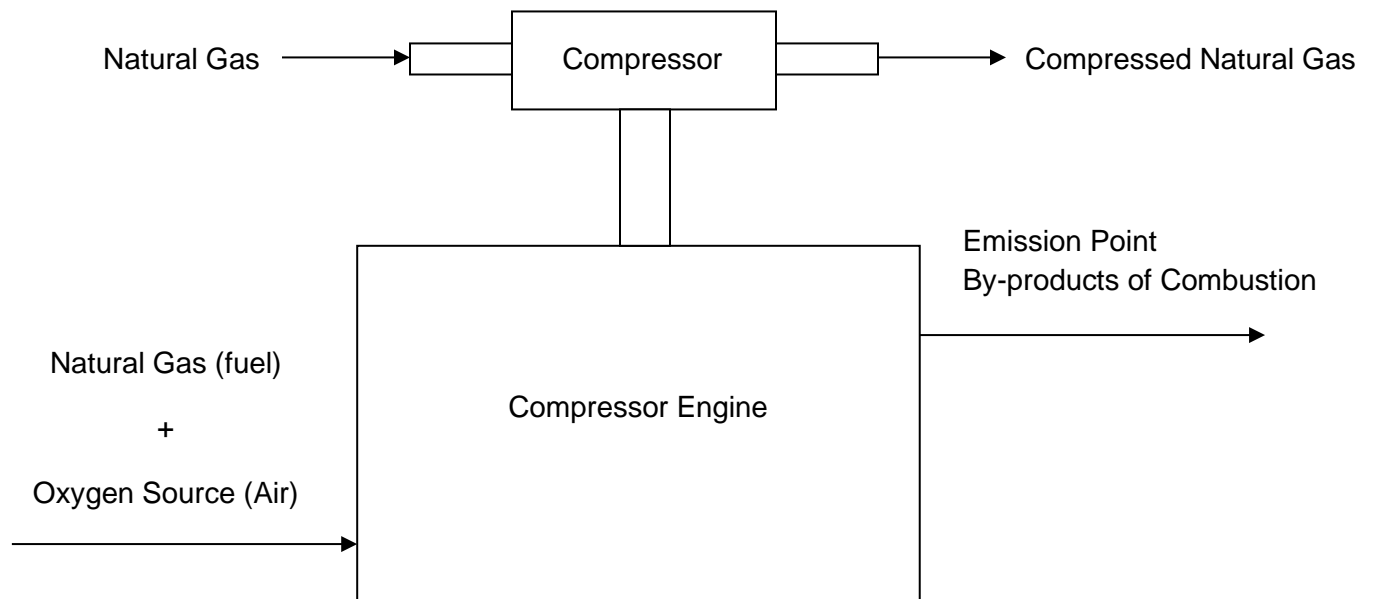 Natural Gas
Compressor
Compressed Natural Gas
Emission Point
By-products of Combustion
Natural Gas (fuel)
+
Oxygen Source (Air)
Compressor Engine